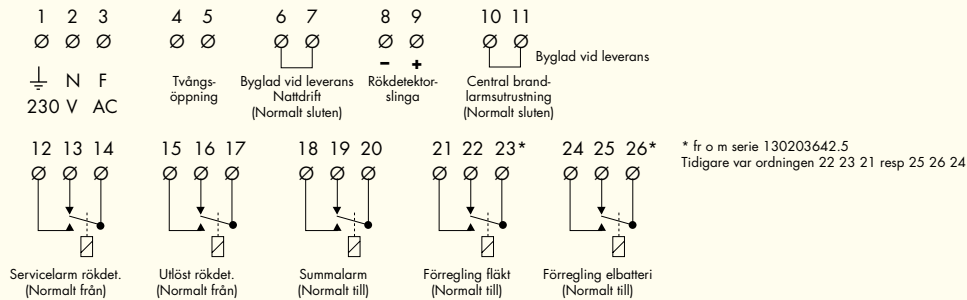 1 2 3 4 5 6 7 8 9 10 11
− +
Byglad vid leverans
N F
230 V AC
Tvångs-
öppning
Byglad vid leverans
Nattdrift
(Normalt sluten)
Rökdetektor-
slinga
Central brand-
larmsutrustning
(Normalt sluten)
12 13 14 15 16 17 18 19 20 21 22 23* 24 25 26*
* fr o m serie 130203642.5
Tidigare var ordningen 22 23 21 resp 25 26 24
Servicelarm rökdet.
(Normalt från)
Utlöst rökdet.
(Normalt från)
Summalarm
(Normalt till)
Förregling fläkt
(Normalt till)
Förregling elbatteri
(Normalt till)